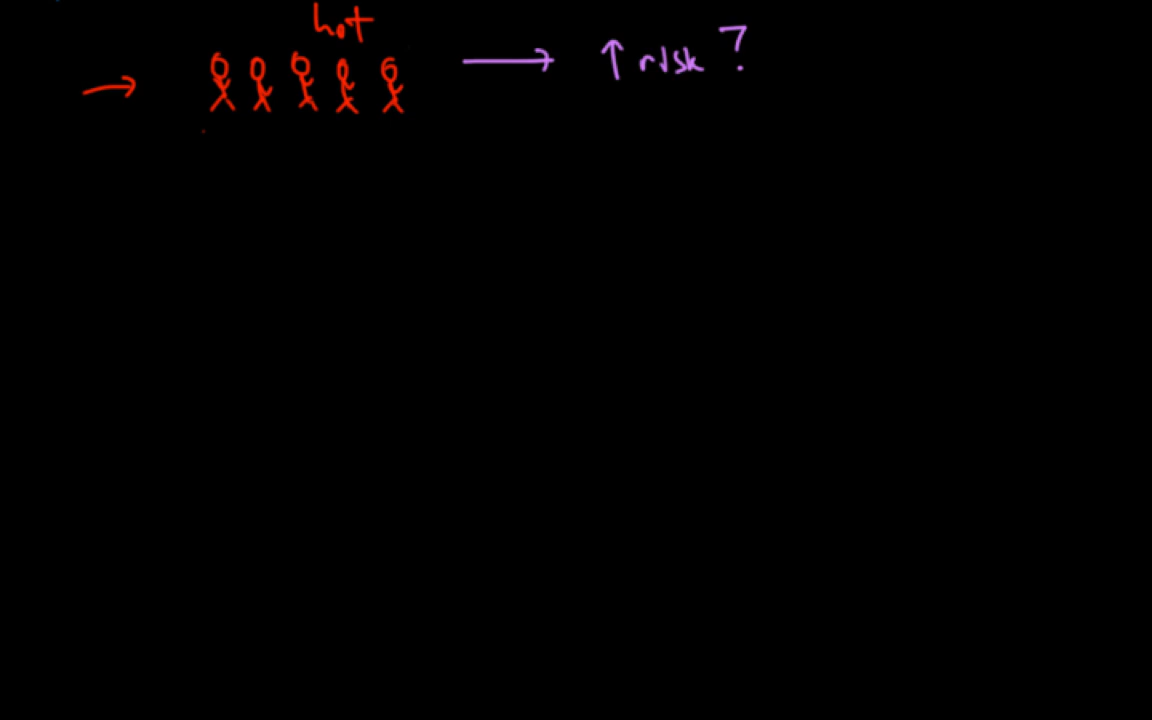 hot
→ → ↑ risk ?